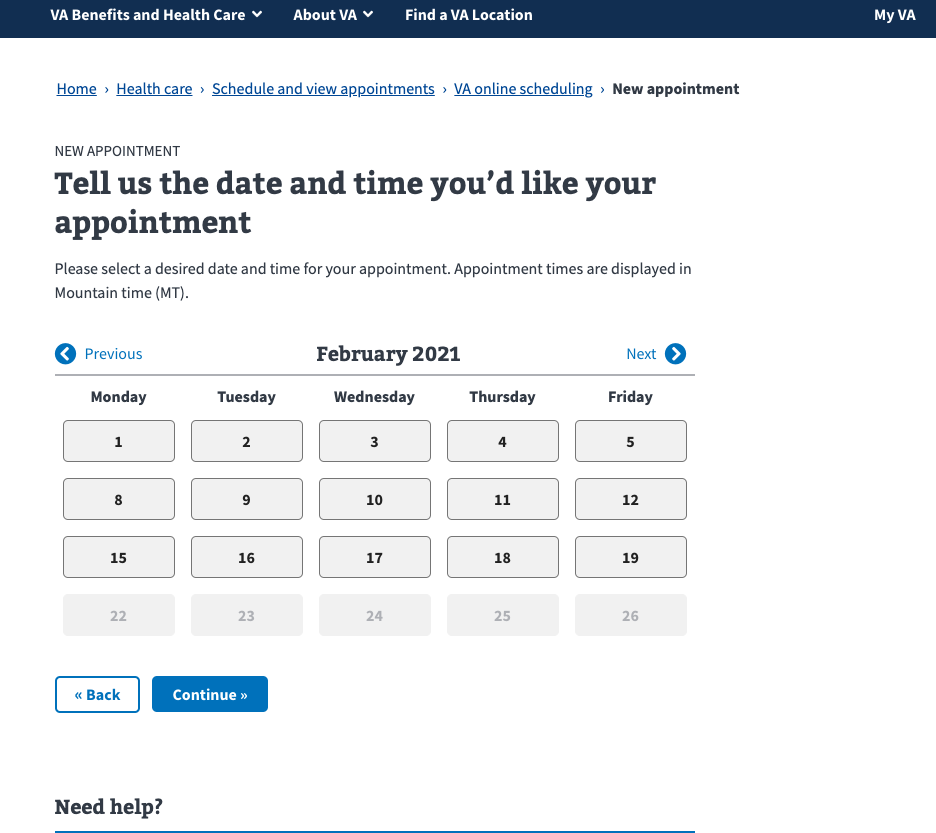 VA Benefits and Health Care About VA Find a VA Location My VA
Home › Health care › Schedule and view appointments › VA online scheduling › New appointment
NEW APPOINTMENT
Tell us the date and time you’d like your
appointment
Please select a desired date and time for your appointment. Appointment times are displayed in
Mountain time (MT).
Previous February 2021 Next
Monday Tuesday Wednesday Thursday Friday
1 2 3 4 5
8 9 10 11 12
15 16 17 18 19
22 23 24 25 26
« Back Continue »
Need help?